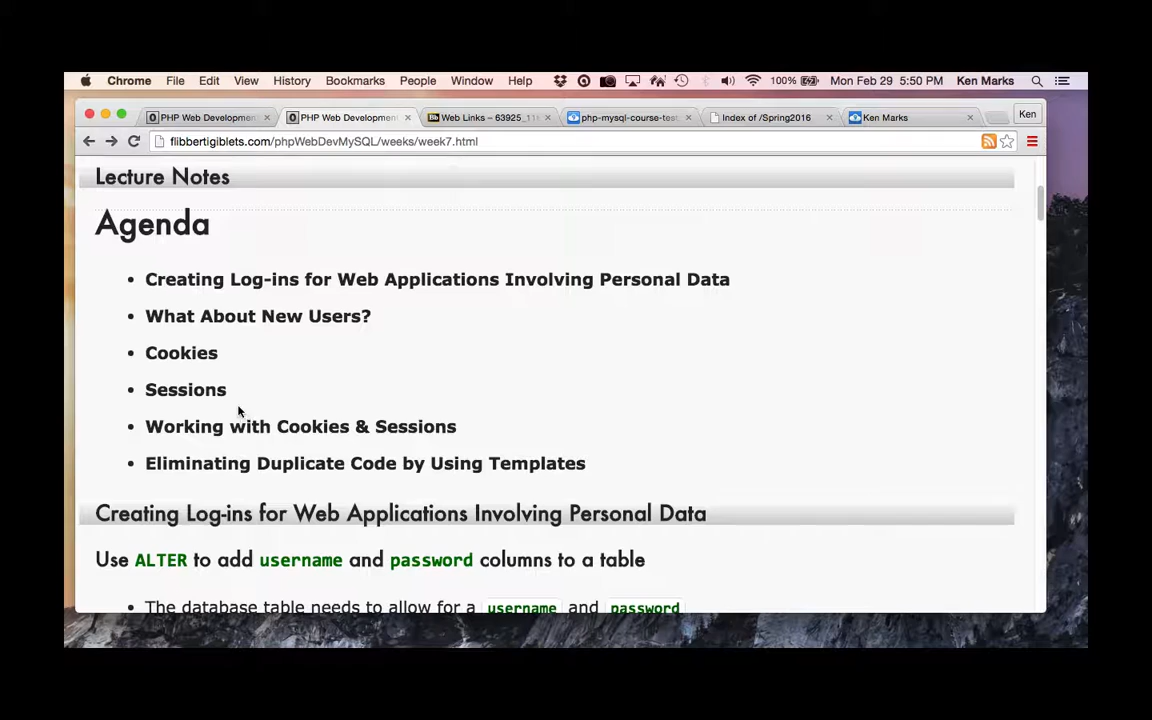 Chrome File Edit View History Bookmarks People Window Help 100% Mon Feb 29 5:50 PM Ken Marks
PHP Web Developmen × PHP Web Developmen × Web Links – 63925_11 × php-mysql-course-test × Index of /Spring2016 × Ken Marks × Ken
flibbertigiblets.com/phpWebDevMySQL/weeks/week7.html
Lecture Notes
Agenda
• Creating Log-ins for Web Applications Involving Personal Data
• What About New Users?
• Cookies
• Sessions
• Working with Cookies & Sessions
• Eliminating Duplicate Code by Using Templates
Creating Log-ins for Web Applications Involving Personal Data
Use ALTER to add username and password columns to a table
• The database table needs to allow for a username and password